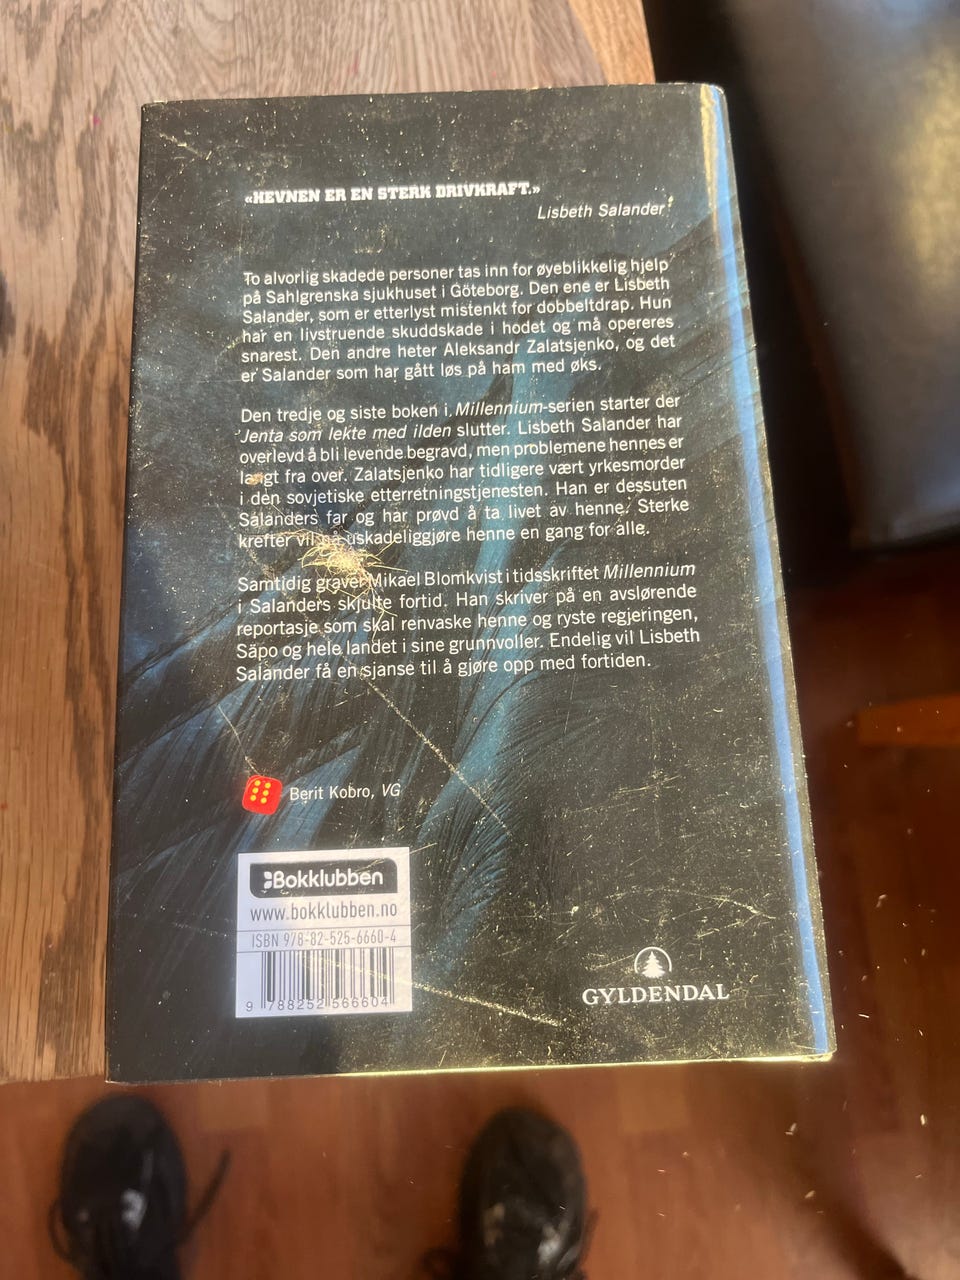 «HEVNEN ER EN STERK DRIVKRAFT.»
Lisbeth Salander
To alvorlig skadede personer tas inn for øyeblikkelig hjelp
på Sahlgrenska sjukhuset i Göteborg. Den ene er Lisbeth
Salander, som er etterlyst mistenkt for dobbeltdrap. Hun
har en livstruende skuddskade i hodet og må opereres
snarest. Den andre heter Aleksandr Zalatsjenko, og det
er Salander som har gått løs på ham med øks.
Den tredje og siste boken i Millennium-serien starter der
Jenta som lekte med ilden slutter. Lisbeth Salander har
overlevd å bli levende begravd, men problemene hennes er
langt fra over. Zalatsjenko har tidligere vært yrkesmorder
i den sovjetiske etterretningstjenesten. Han er dessuten
Salanders far og har prøvd å ta livet av henne. Sterke
krefter vil nå uskadeliggjøre henne en gang for alle.
Samtidig graver Mikael Blomkvist i tidsskriftet Millennium
i Salanders skjulte fortid. Han skriver på en avslørende
reportasje som skal renvaske henne og ryste regjeringen,
Säpo og hele landet i sine grunnvoller. Endelig vil Lisbeth
Salander få en sjanse til å gjøre opp med fortiden.
Berit Kobro, VG
Bokklubben
www.bokklubben.no
ISBN 978-82-525-6660-4
9 788252 566604
GYLDENDAL